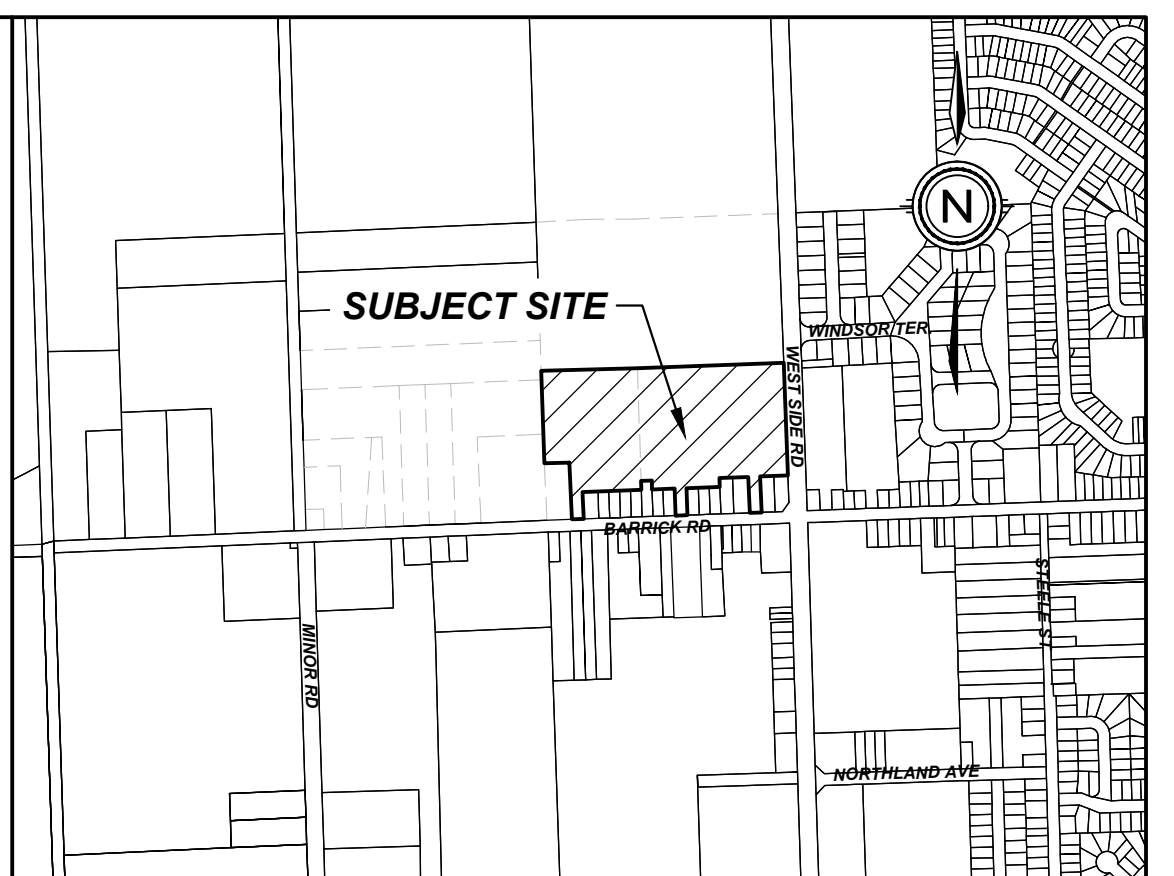 N
SUBJECT SITE
WINDSOR TER.
WEST SIDE RD
BARRICK RD
STEELE ST
MINOR RD
NORTHLAND AVE